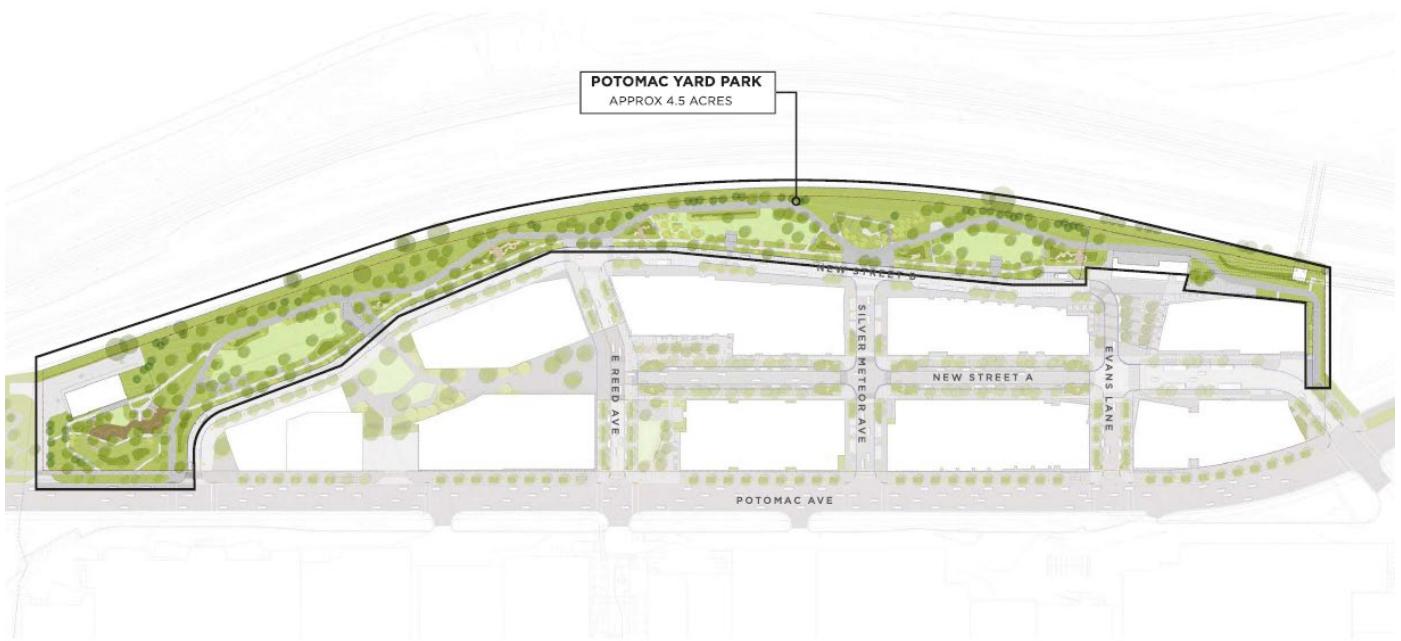 POTOMAC YARD PARK
APPROX 4.5 ACRES
NEW STREET B
SILVER METEOR AVE
E REED AVE
NEW STREET A
EVANS LANE
POTOMAC AVE